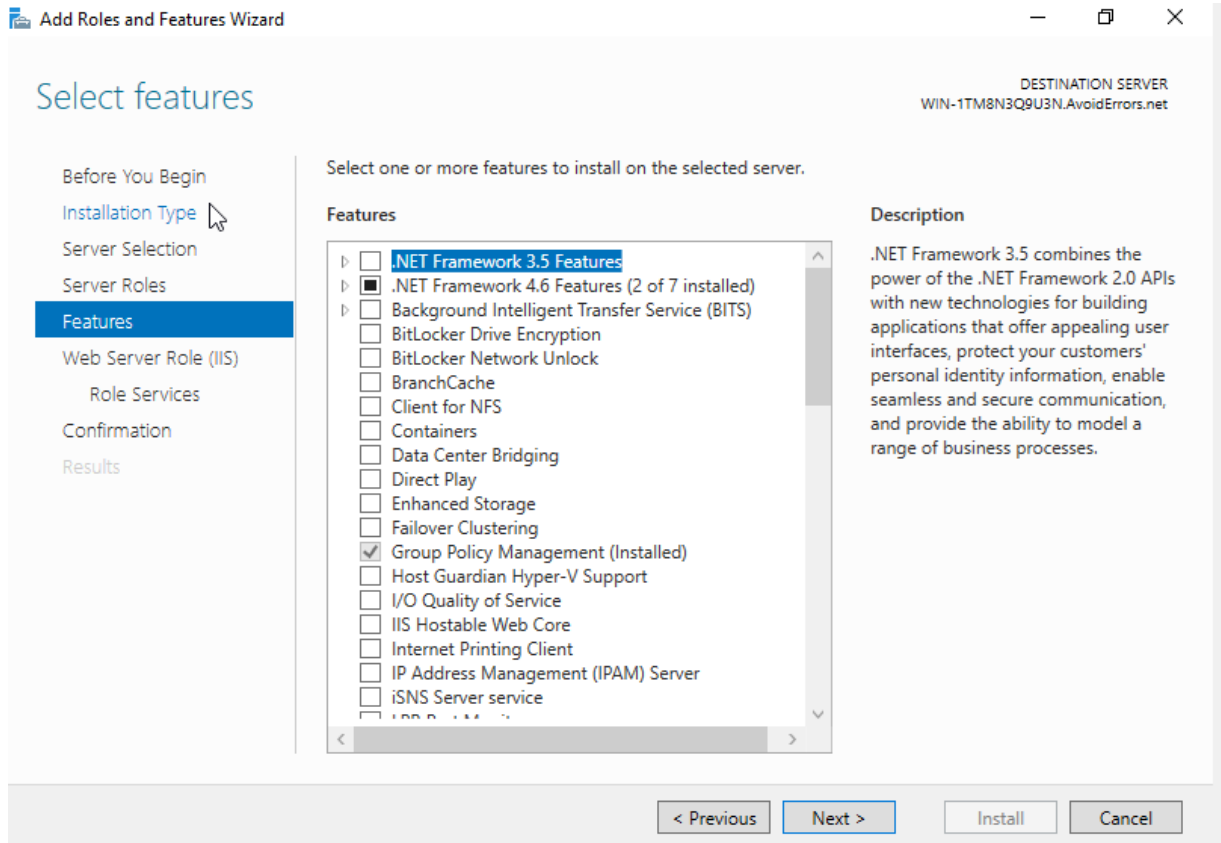 Add Roles and Features Wizard
Select features
DESTINATION SERVER
WIN-1TM8N3Q9U3N.AvoidErrors.net
Before You Begin
Installation Type
Server Selection
Server Roles
Features
Web Server Role (IIS)
Role Services
Confirmation
Results
Select one or more features to install on the selected server.
Features
.NET Framework 3.5 Features
.NET Framework 4.6 Features (2 of 7 installed)
Background Intelligent Transfer Service (BITS)
BitLocker Drive Encryption
BitLocker Network Unlock
BranchCache
Client for NFS
Containers
Data Center Bridging
Direct Play
Enhanced Storage
Failover Clustering
Group Policy Management (Installed)
Host Guardian Hyper-V Support
I/O Quality of Service
IIS Hostable Web Core
Internet Printing Client
IP Address Management (IPAM) Server
iSNS Server service
Description
.NET Framework 3.5 combines the
power of the .NET Framework 2.0 APIs
with new technologies for building
applications that offer appealing user
interfaces, protect your customers'
personal identity information, enable
seamless and secure communication,
and provide the ability to model a
range of business processes.
< Previous
Next >
Install
Cancel